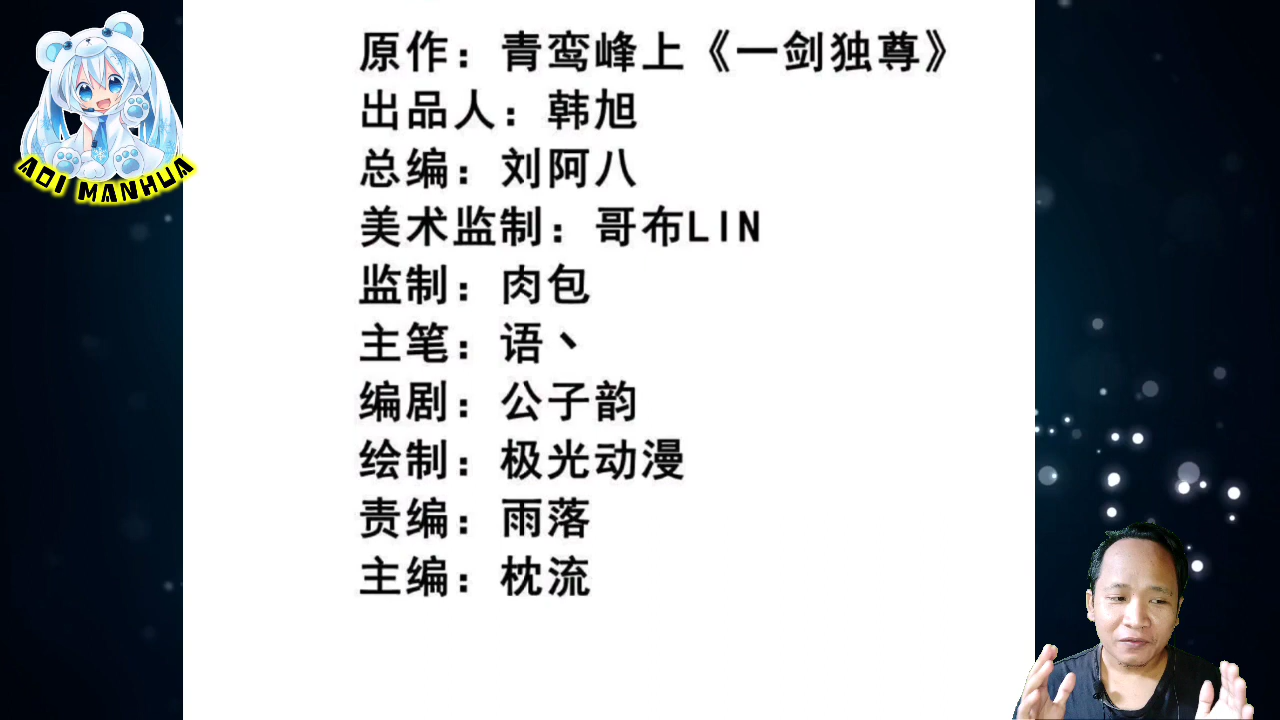 AOI MANHUA
原作：青鸾峰上《一剑独尊》
出品人：韩旭
总编：刘阿八
美术监制：哥布LIN
监制：肉包
主笔：语丶
编剧：公子韵
绘制：极光动漫
责编：雨落
主编：枕流